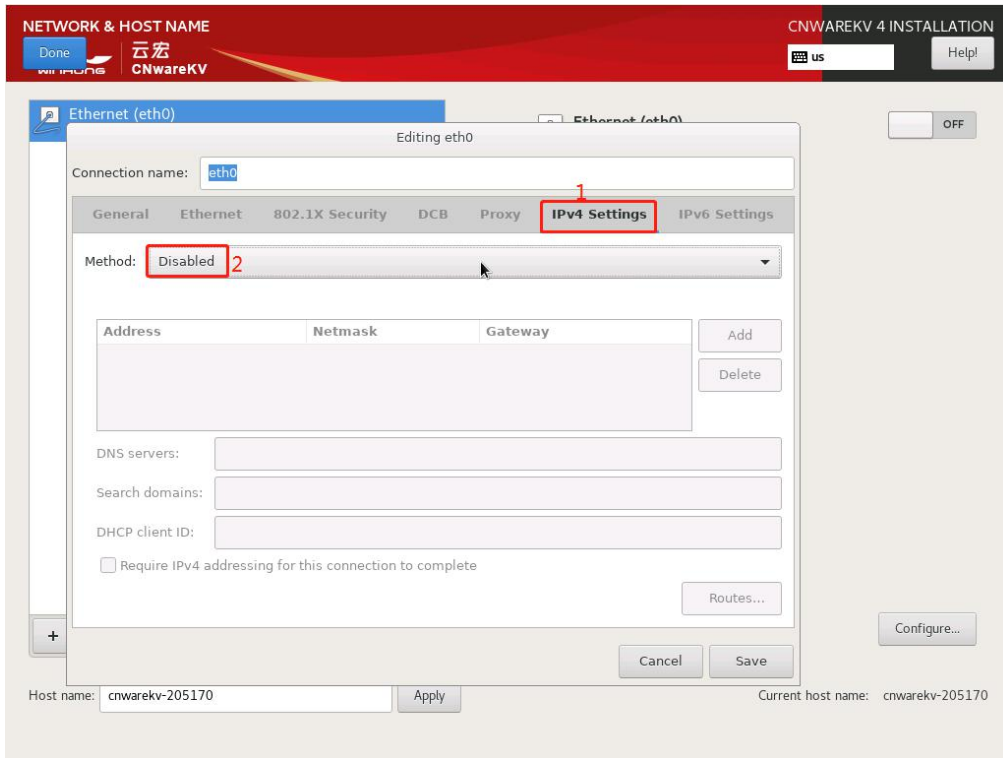 NETWORK & HOST NAME
CNWAREKV 4 INSTALLATION
Done
云宏
WINHONG CNwareKV
us
Help!
Ethernet (eth0)
Ethernet (eth0)
OFF
Editing eth0
Connection name: eth0
1
General Ethernet 802.1X Security DCB Proxy IPv4 Settings IPv6 Settings
Method: Disabled 2
Address Netmask Gateway
Add
Delete
DNS servers:
Search domains:
DHCP client ID:
Require IPv4 addressing for this connection to complete
Routes...
+
Configure...
Cancel Save
Host name: cnwarekv-205170 Apply Current host name: cnwarekv-205170